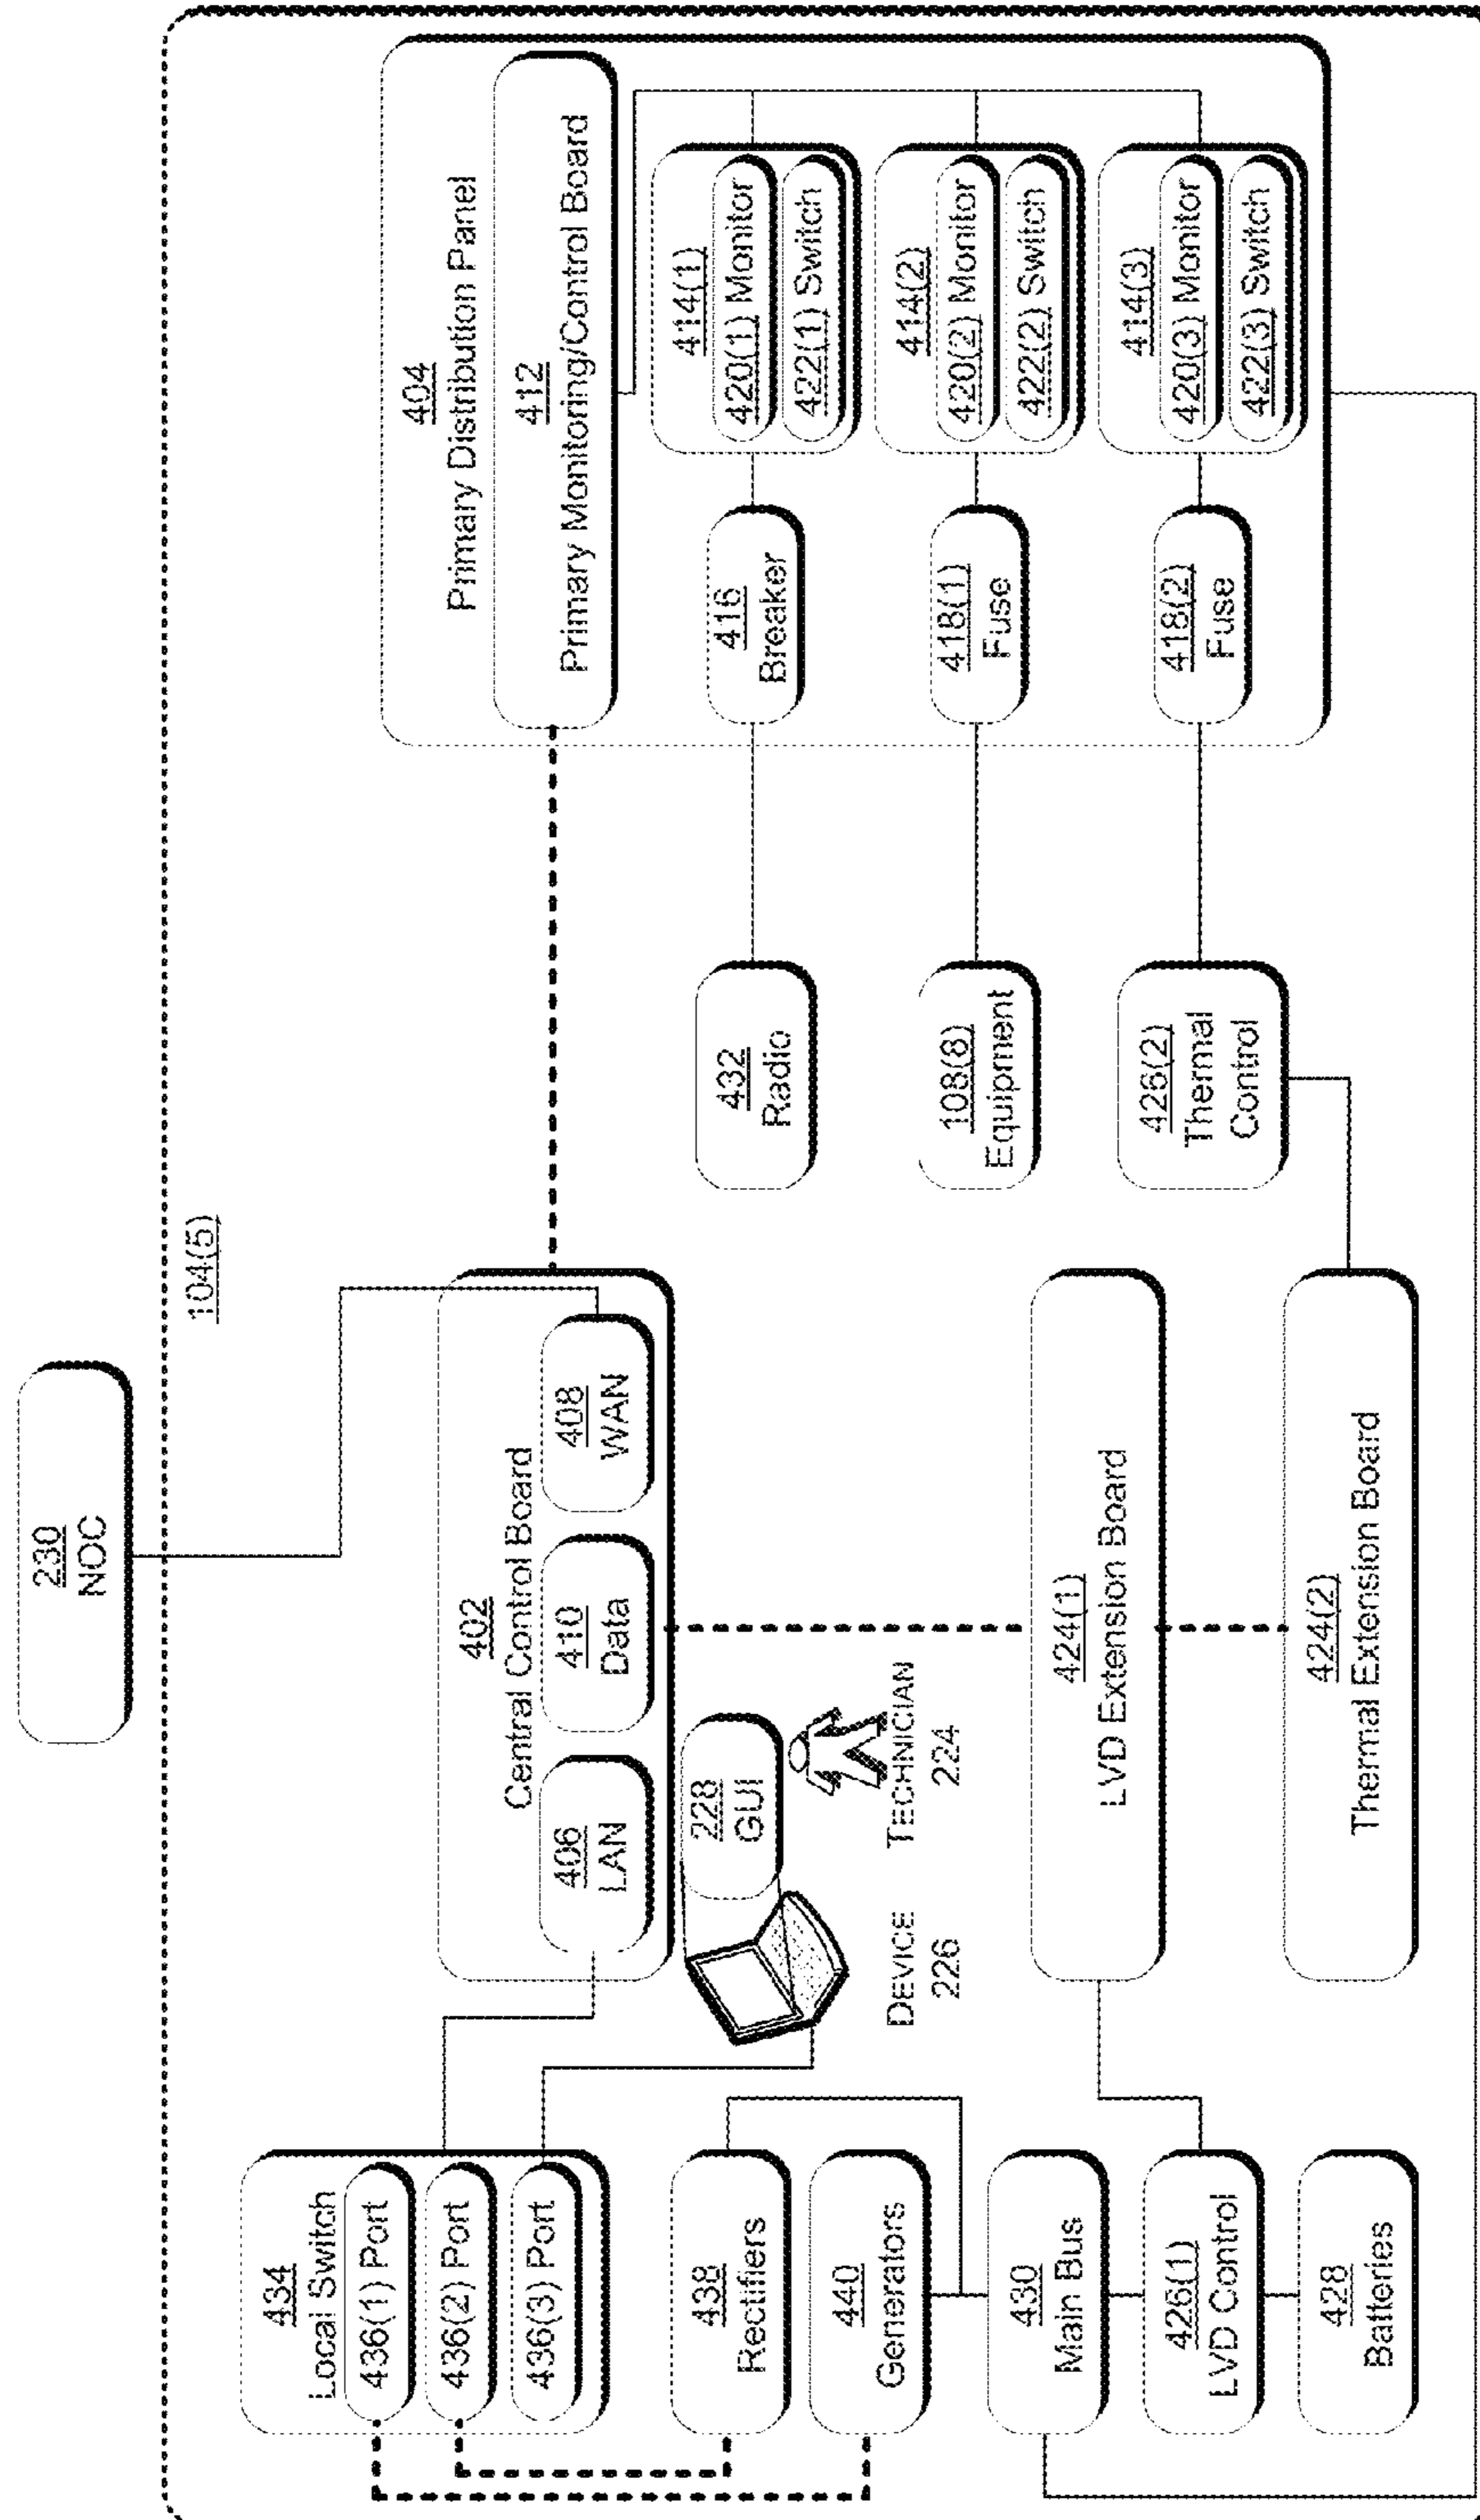 230
NOC
104(5)
434
Local Switch
436(1) Port
436(2) Port
436(3) Port
438
Rectifiers
440
Generators
430
Main Bus
426(1)
LVD Control
428
Batteries
402
Central Control Board
406
LAN
410
Data
408
WAN
228
GUI
DEVICE
226
TECHNICIAN
224
424(1)
LVD Extension Board
424(2)
Thermal Extension Board
432
Radio
108(8)
Equipment
426(2)
Thermal
Control
404
Primary Distribution Panel
412
Primary Monitoring/Control Board
416
Breaker
414(1)
420(1) Monitor
422(1) Switch
418(1)
Fuse
414(2)
420(2) Monitor
422(2) Switch
418(2)
Fuse
414(3)
420(3) Monitor
422(3) Switch